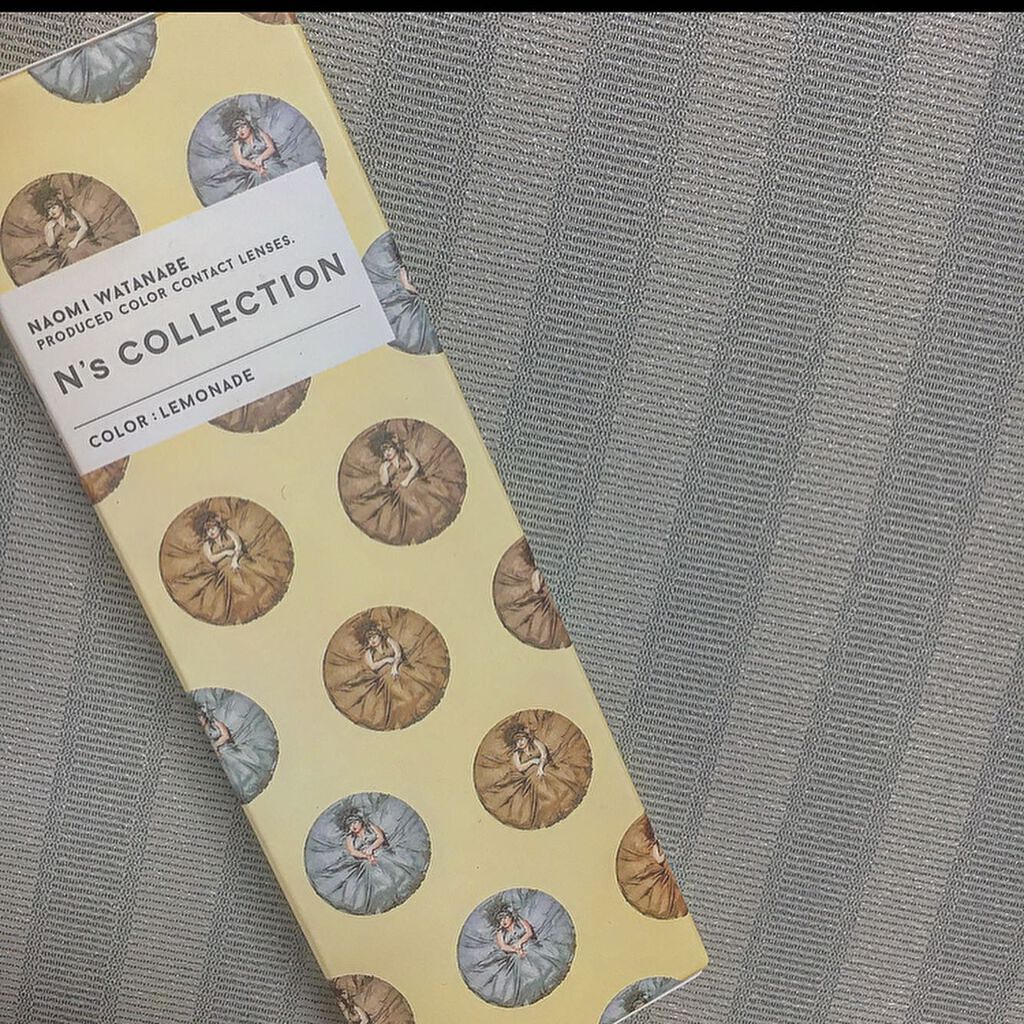 NAOMI WATANABE
PRODUCED COLOR CONTACT LENSES.
N's COLLECTION
COLOR : LEMONADE